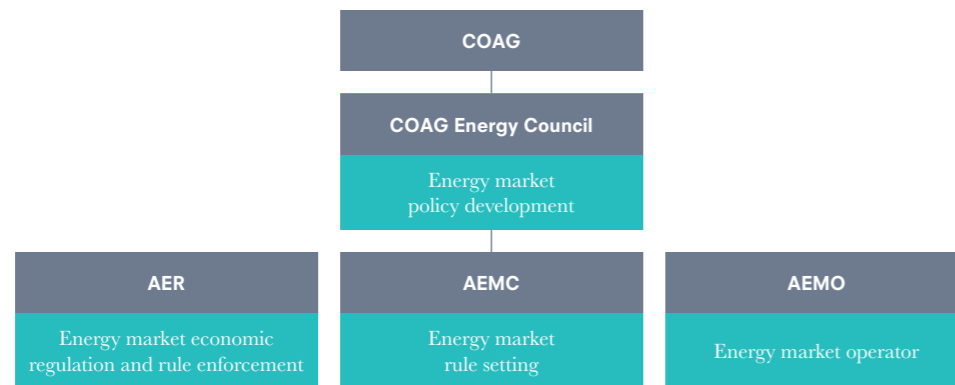 COAG
COAG Energy Council
Energy market
policy development
AER
Energy market economic
regulation and rule enforcement
AEMC
Energy market
rule setting
AEMO
Energy market operator